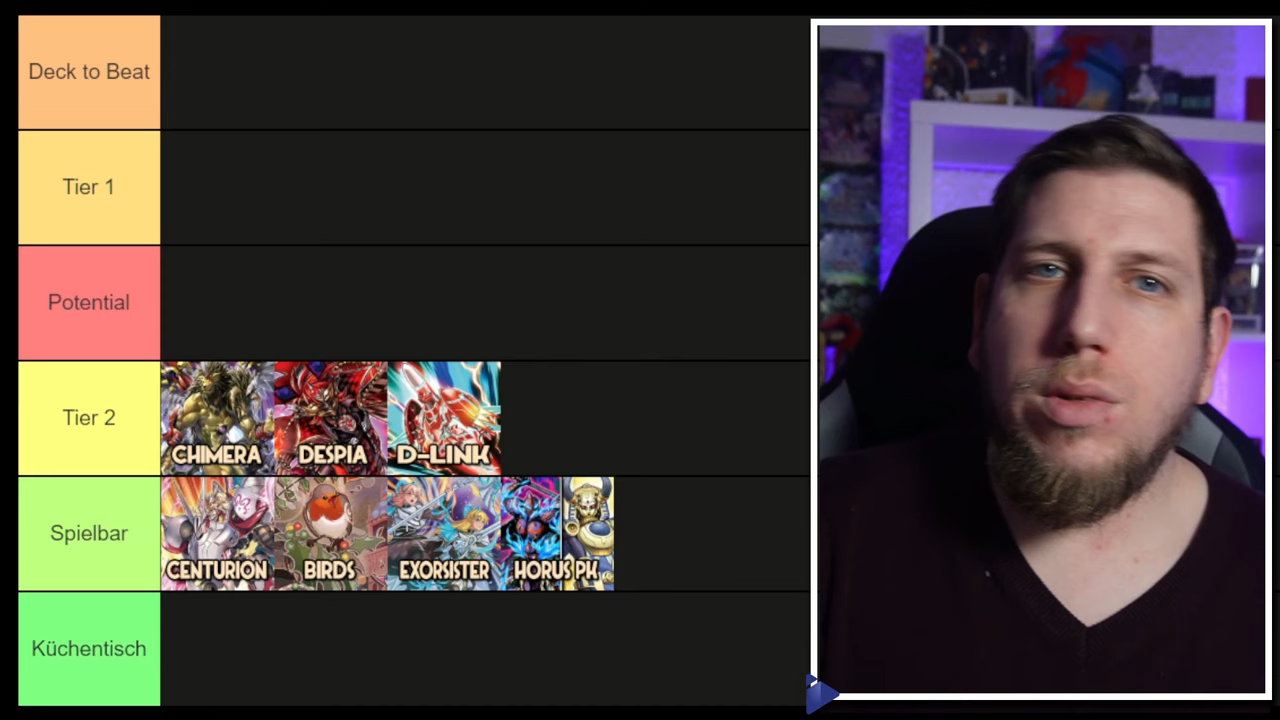 Deck to Beat
Tier 1
Potential
Tier 2
CHIMERA
DESPIA
D-LINK
Spielbar
CENTURION
BIRDS
EXORSISTER
HORUS PK
Küchentisch